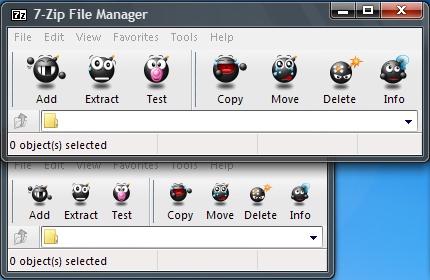 7z 7-Zip File Manager
File Edit View Favorites Tools Help
Add Extract Test Copy Move Delete Info
0 object(s) selected
File Edit View Favorites Tools Help
Add Extract Test Copy Move Delete Info
0 object(s) selected